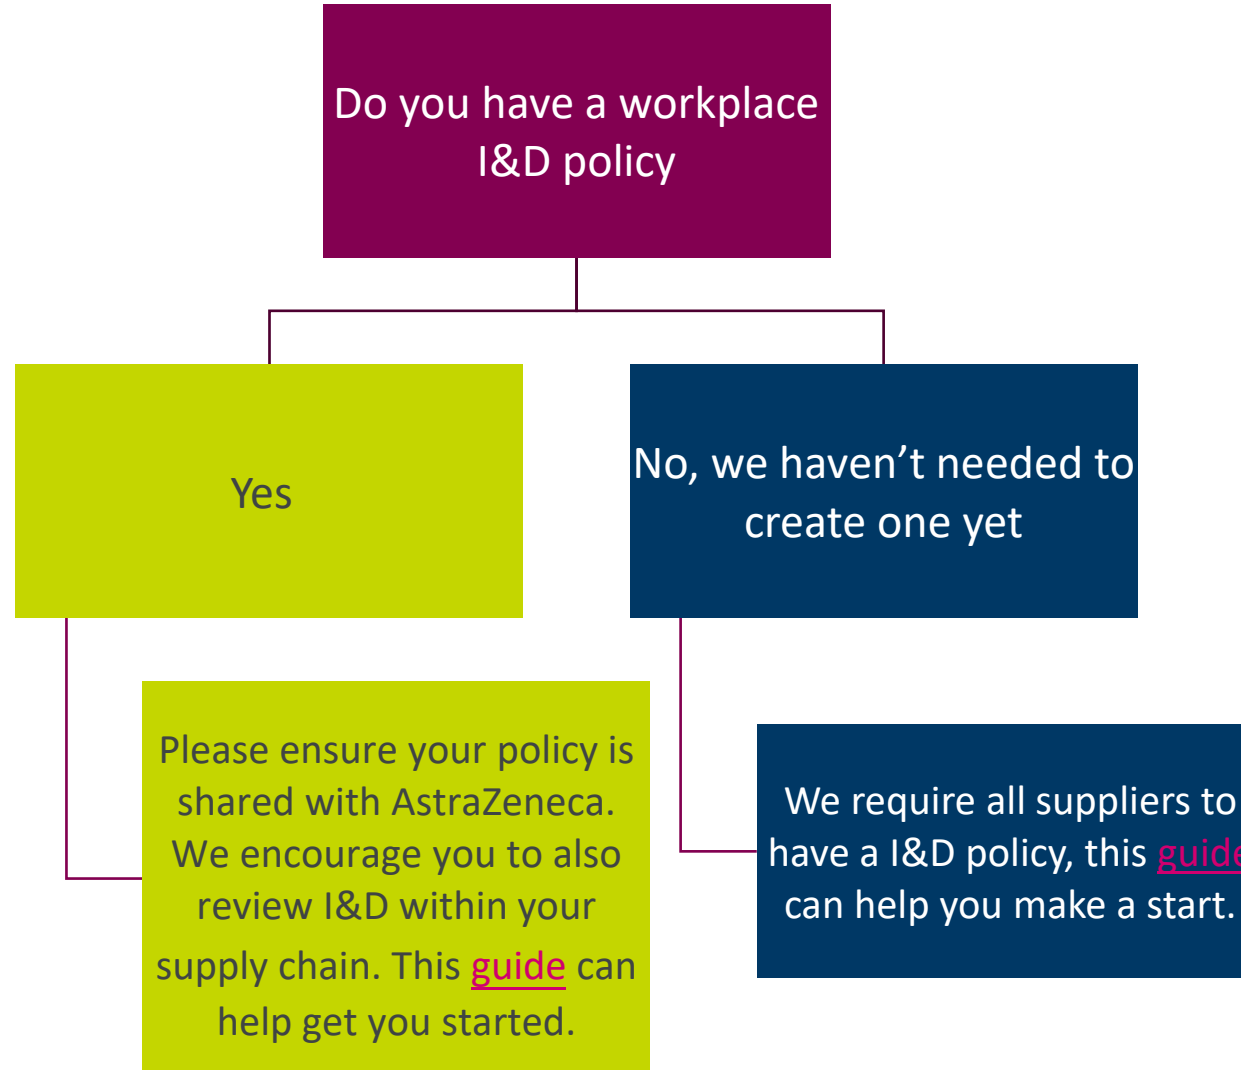 Do you have a workplace
I&D policy
Yes
No, we haven’t needed to
create one yet
Please ensure your policy is
shared with AstraZeneca.
We encourage you to also
review I&D within your
supply chain. This guide can
help get you started.
We require all suppliers to
have a I&D policy, this guide
can help you make a start.